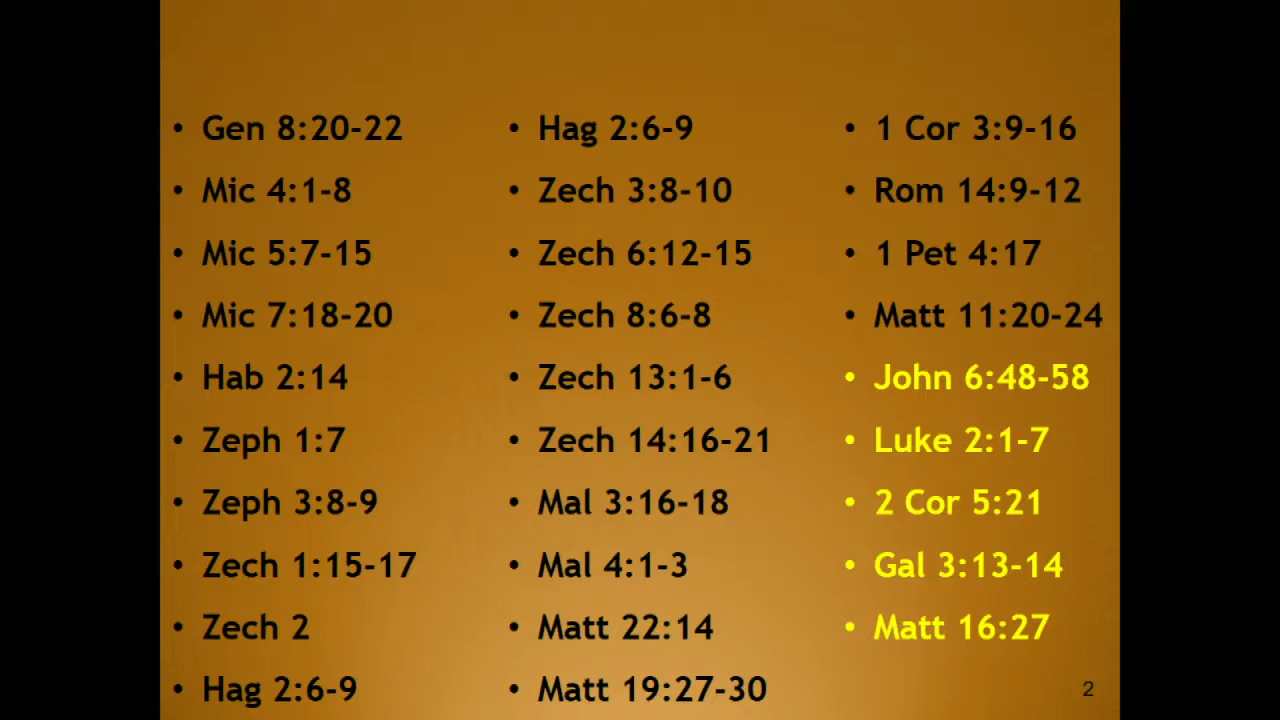 • Gen 8:20-22
• Mic 4:1-8
• Mic 5:7-15
• Mic 7:18-20
• Hab 2:14
• Zeph 1:7
• Zeph 3:8-9
• Zech 1:15-17
• Zech 2
• Hag 2:6-9
• Hag 2:6-9
• Zech 3:8-10
• Zech 6:12-15
• Zech 8:6-8
• Zech 13:1-6
• Zech 14:16-21
• Mal 3:16-18
• Mal 4:1-3
• Matt 22:14
• Matt 19:27-30
• 1 Cor 3:9-16
• Rom 14:9-12
• 1 Pet 4:17
• Matt 11:20-24
• John 6:48-58
• Luke 2:1-7
• 2 Cor 5:21
• Gal 3:13-14
• Matt 16:27
2